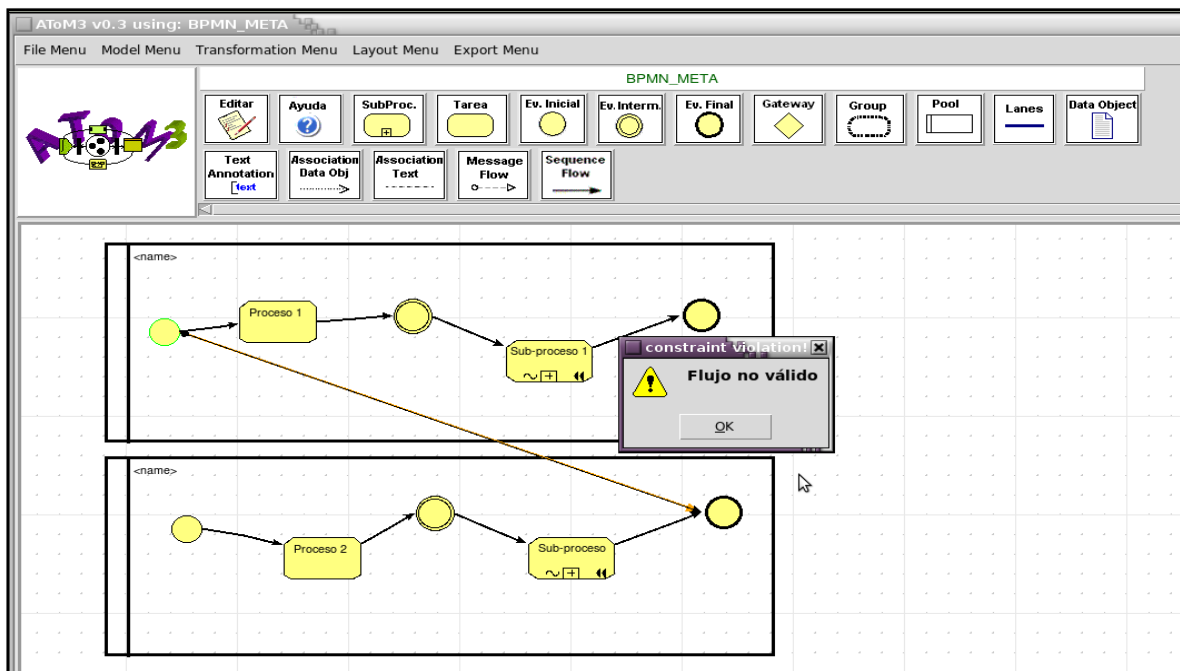 AToM3 v0.3 using: BPMN_META
File Menu Model Menu Transformation Menu Layout Menu Export Menu
ATOM3
BPMN_META
Editar
Ayuda
SubProc.
Tarea
Ev. Inicial
Ev. Interm.
Ev. Final
Gateway
Group
Pool
Lanes
Data Object
Text
Annotation
text
Association
Data Obj
Association
Text
Message
Flow
Sequence
Flow
<name>
Proceso 1
Sub-proceso 1
constraint violation!
Flujo no válido
OK
<name>
Proceso 2
Sub-proceso